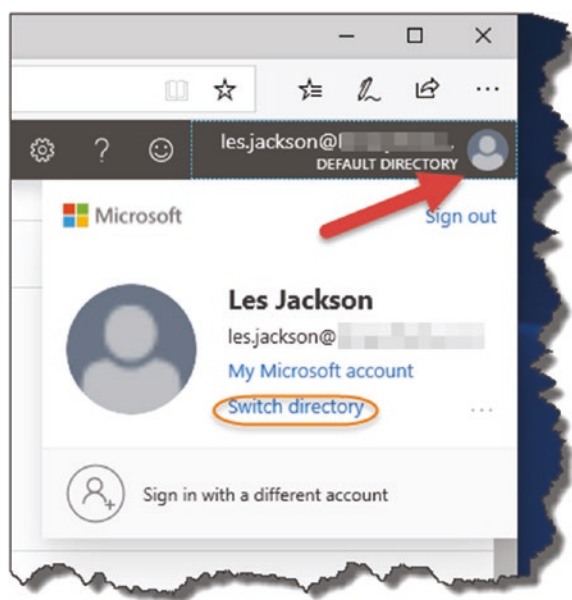 les.jackson@
DEFAULT DIRECTORY
Microsoft
Sign out
Les Jackson
les.jackson@
My Microsoft account
Switch directory
...
Sign in with a different account